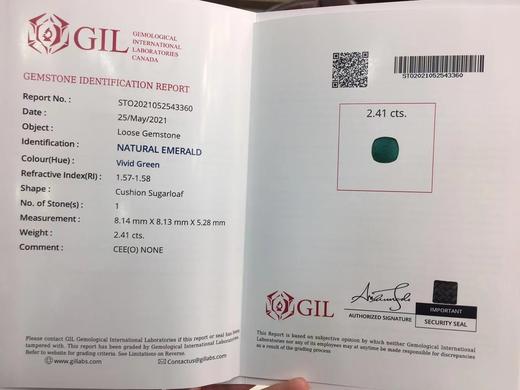 GIL
GEMOLOGICAL
INTERNATIONAL
LABORATORIES
CANADA
GEMSTONE IDENTIFICATION REPORT
Report No. : STO2021052543360
Date : 25/May/2021
Object : Loose Gemstone
Identification : NATURAL EMERALD
Colour(Hue) : Vivid Green
Refractive Index(RI) : 1.57-1.58
Shape : Cushion Sugarloaf
No. of Stone(s) : 1
Measurement : 8.14 mm X 8.13 mm X 5.28 mm
Weight : 2.41 cts.
Comment : CEE(O) NONE
Please contact GIL Gemological International Laboratories if this report or seal has been
tampered with. This report has been graded by Gemological International Laboratories.
Refer to website for grading criteria. See Limitations on Reverse.
www.gillabs.com Contact@gillabs.com
STO2021052543360
2.41 cts.
GIL
AUTHORIZED SIGNATURE
IMPORTANT
SECURITY SEAL
This Report is based on subjective opinion by which neither Gemological International
Laboratories nor any of its employees may at anytime be made responsible for discrepancies
as a result of the grading process